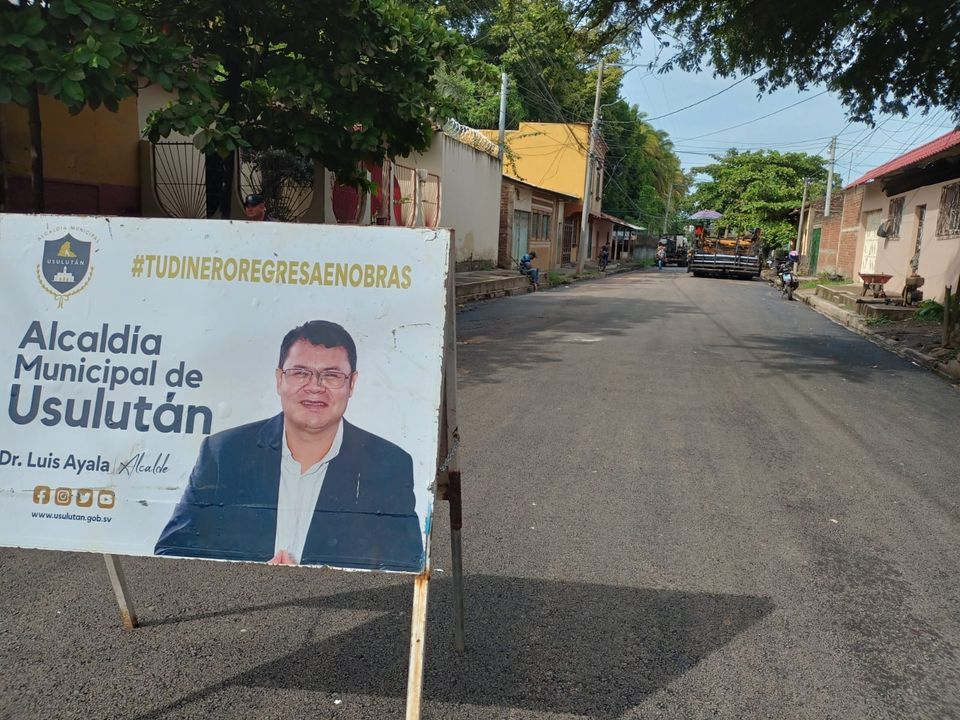 ALCALDÍA MUNICIPAL
USULUTÁN
#TUDINEROREGRESAENOBRAS
Alcaldía
Municipal de
Usulután
Dr. Luis Ayala | Alcalde
www.usulutan.gob.sv